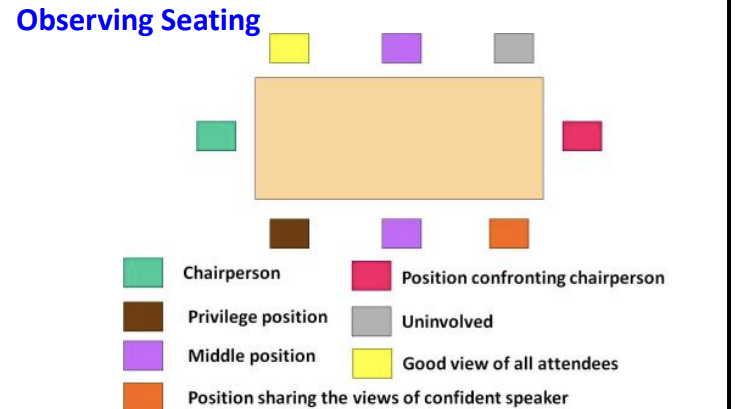 Observing Seating
Chairperson
Position confronting chairperson
Privilege position
Uninvolved
Middle position
Good view of all attendees
Position sharing the views of confident speaker